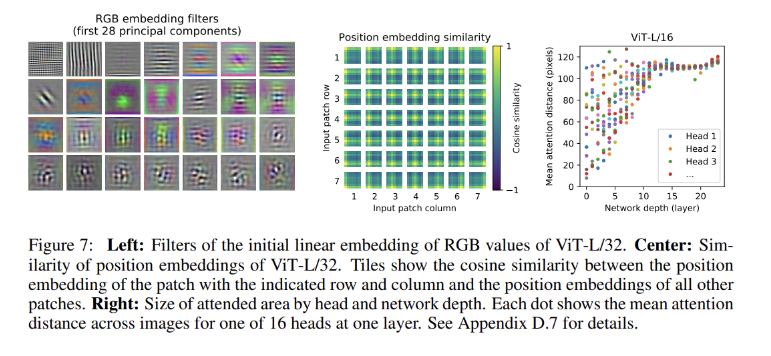 RGB embedding filters
(first 28 principal components)
Position embedding similarity
1
2
3
4
5
6
7
Input patch row
1 2 3 4 5 6 7
Input patch column
1
−1
Cosine similarity
ViT-L/16
120
100
80
60
40
20
0
Mean attention distance (pixels)
0 5 10 15 20
Network depth (layer)
Head 1
Head 2
Head 3
...
Figure 7: Left: Filters of the initial linear embedding of RGB values of ViT-L/32. Center: Sim-
ilarity of position embeddings of ViT-L/32. Tiles show the cosine similarity between the position
embedding of the patch with the indicated row and column and the position embeddings of all other
patches. Right: Size of attended area by head and network depth. Each dot shows the mean attention
distance across images for one of 16 heads at one layer. See Appendix D.7 for details.